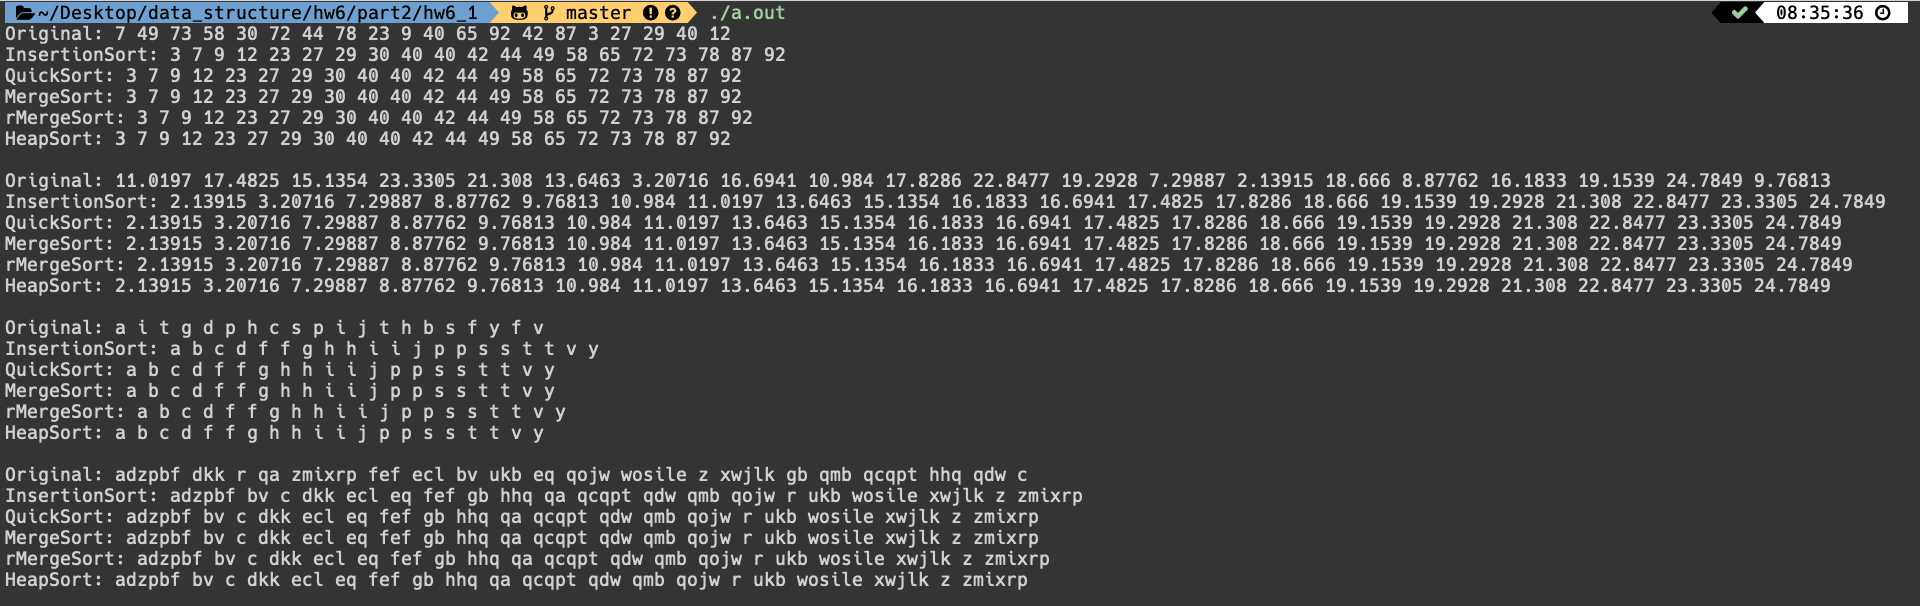 ~/Desktop/data_structure/hw6/part2/hw6_1 master ./a.out 08:35:36
Original: 7 49 73 58 30 72 44 78 23 9 40 65 92 42 87 3 27 29 40 12
InsertionSort: 3 7 9 12 23 27 29 30 40 40 42 44 49 58 65 72 73 78 87 92
QuickSort: 3 7 9 12 23 27 29 30 40 40 42 44 49 58 65 72 73 78 87 92
MergeSort: 3 7 9 12 23 27 29 30 40 40 42 44 49 58 65 72 73 78 87 92
rMergeSort: 3 7 9 12 23 27 29 30 40 40 42 44 49 58 65 72 73 78 87 92
HeapSort: 3 7 9 12 23 27 29 30 40 40 42 44 49 58 65 72 73 78 87 92
Original: 11.0197 17.4825 15.1354 23.3305 21.308 13.6463 3.20716 16.6941 10.984 17.8286 22.8477 19.2928 7.29887 2.13915 18.666 8.87762 16.1833 19.1539 24.7849 9.76813
InsertionSort: 2.13915 3.20716 7.29887 8.87762 9.76813 10.984 11.0197 13.6463 15.1354 16.1833 16.6941 17.4825 17.8286 18.666 19.1539 19.2928 21.308 22.8477 23.3305 24.7849
QuickSort: 2.13915 3.20716 7.29887 8.87762 9.76813 10.984 11.0197 13.6463 15.1354 16.1833 16.6941 17.4825 17.8286 18.666 19.1539 19.2928 21.308 22.8477 23.3305 24.7849
MergeSort: 2.13915 3.20716 7.29887 8.87762 9.76813 10.984 11.0197 13.6463 15.1354 16.1833 16.6941 17.4825 17.8286 18.666 19.1539 19.2928 21.308 22.8477 23.3305 24.7849
rMergeSort: 2.13915 3.20716 7.29887 8.87762 9.76813 10.984 11.0197 13.6463 15.1354 16.1833 16.6941 17.4825 17.8286 18.666 19.1539 19.2928 21.308 22.8477 23.3305 24.7849
HeapSort: 2.13915 3.20716 7.29887 8.87762 9.76813 10.984 11.0197 13.6463 15.1354 16.1833 16.6941 17.4825 17.8286 18.666 19.1539 19.2928 21.308 22.8477 23.3305 24.7849
Original: a i t g d p h c s p i j t h b s f y f v
InsertionSort: a b c d f f g h h i i j p p s s t t v y
QuickSort: a b c d f f g h h i i j p p s s t t v y
MergeSort: a b c d f f g h h i i j p p s s t t v y
rMergeSort: a b c d f f g h h i i j p p s s t t v y
HeapSort: a b c d f f g h h i i j p p s s t t v y
Original: adzpbf dkk r qa zmixrp fef ecl bv ukb eq qojw wosile z xwjlk gb qmb qcqpt hhq qdw c
InsertionSort: adzpbf bv c dkk ecl eq fef gb hhq qa qcqpt qdw qmb qojw r ukb wosile xwjlk z zmixrp
QuickSort: adzpbf bv c dkk ecl eq fef gb hhq qa qcqpt qdw qmb qojw r ukb wosile xwjlk z zmixrp
MergeSort: adzpbf bv c dkk ecl eq fef gb hhq qa qcqpt qdw qmb qojw r ukb wosile xwjlk z zmixrp
rMergeSort: adzpbf bv c dkk ecl eq fef gb hhq qa qcqpt qdw qmb qojw r ukb wosile xwjlk z zmixrp
HeapSort: adzpbf bv c dkk ecl eq fef gb hhq qa qcqpt qdw qmb qojw r ukb wosile xwjlk z zmixrp